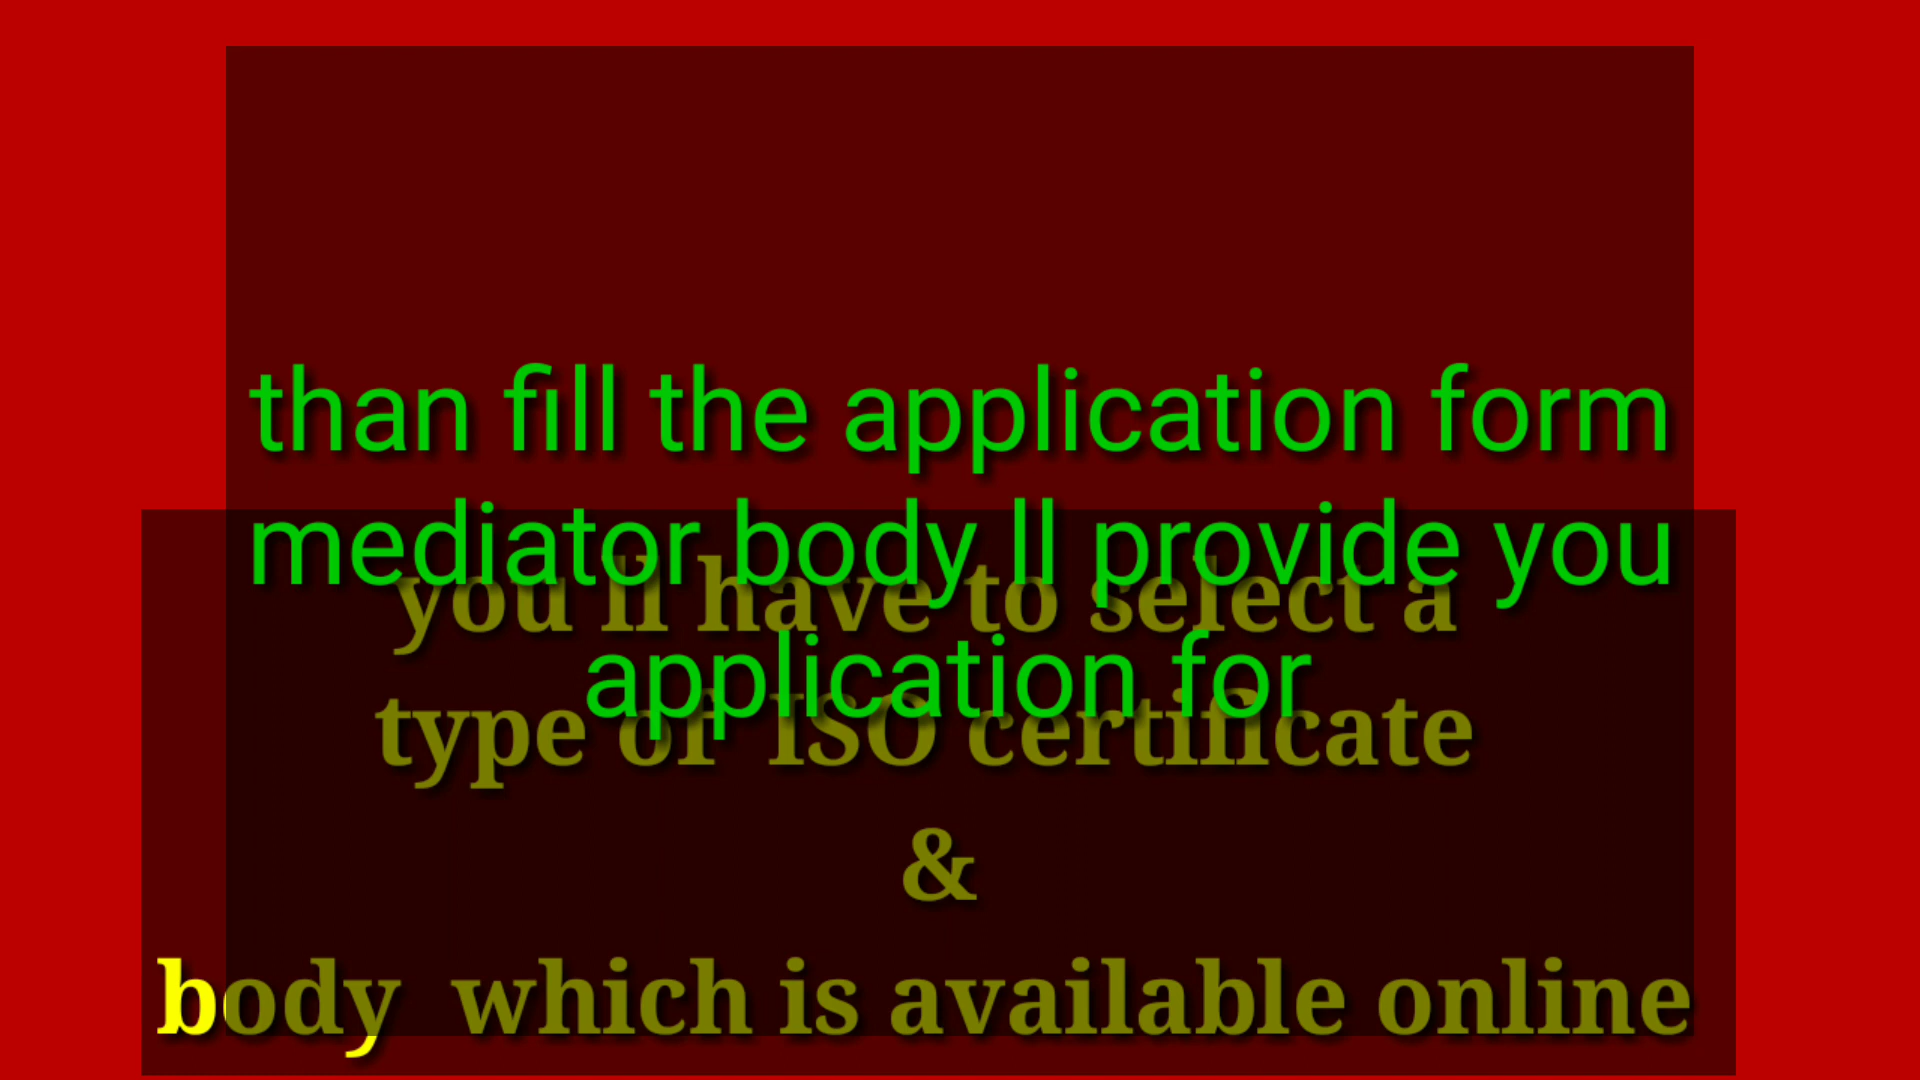 than fill the application form
mediator body ll provide you
application for
you ll have to select a
type of ISO certificate
&
body which is available online